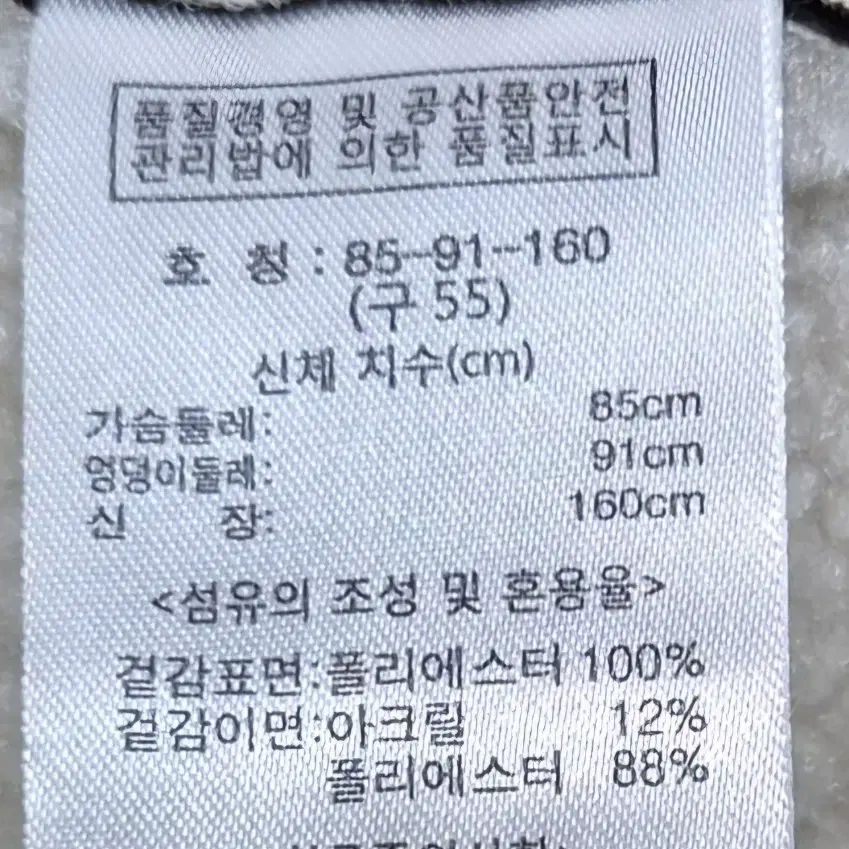 품질경영 및 공산품안전
관리법에 의한 품질표시
호 칭 : 85-91-160
(구 55)
신체 치수(cm)
가슴둘레: 85cm
엉덩이둘레: 91cm
신 장: 160cm
<섬유의 조성 및 혼용율>
겉감표면:폴리에스터 100%
겉감이면:아크릴 12%
폴리에스터 88%